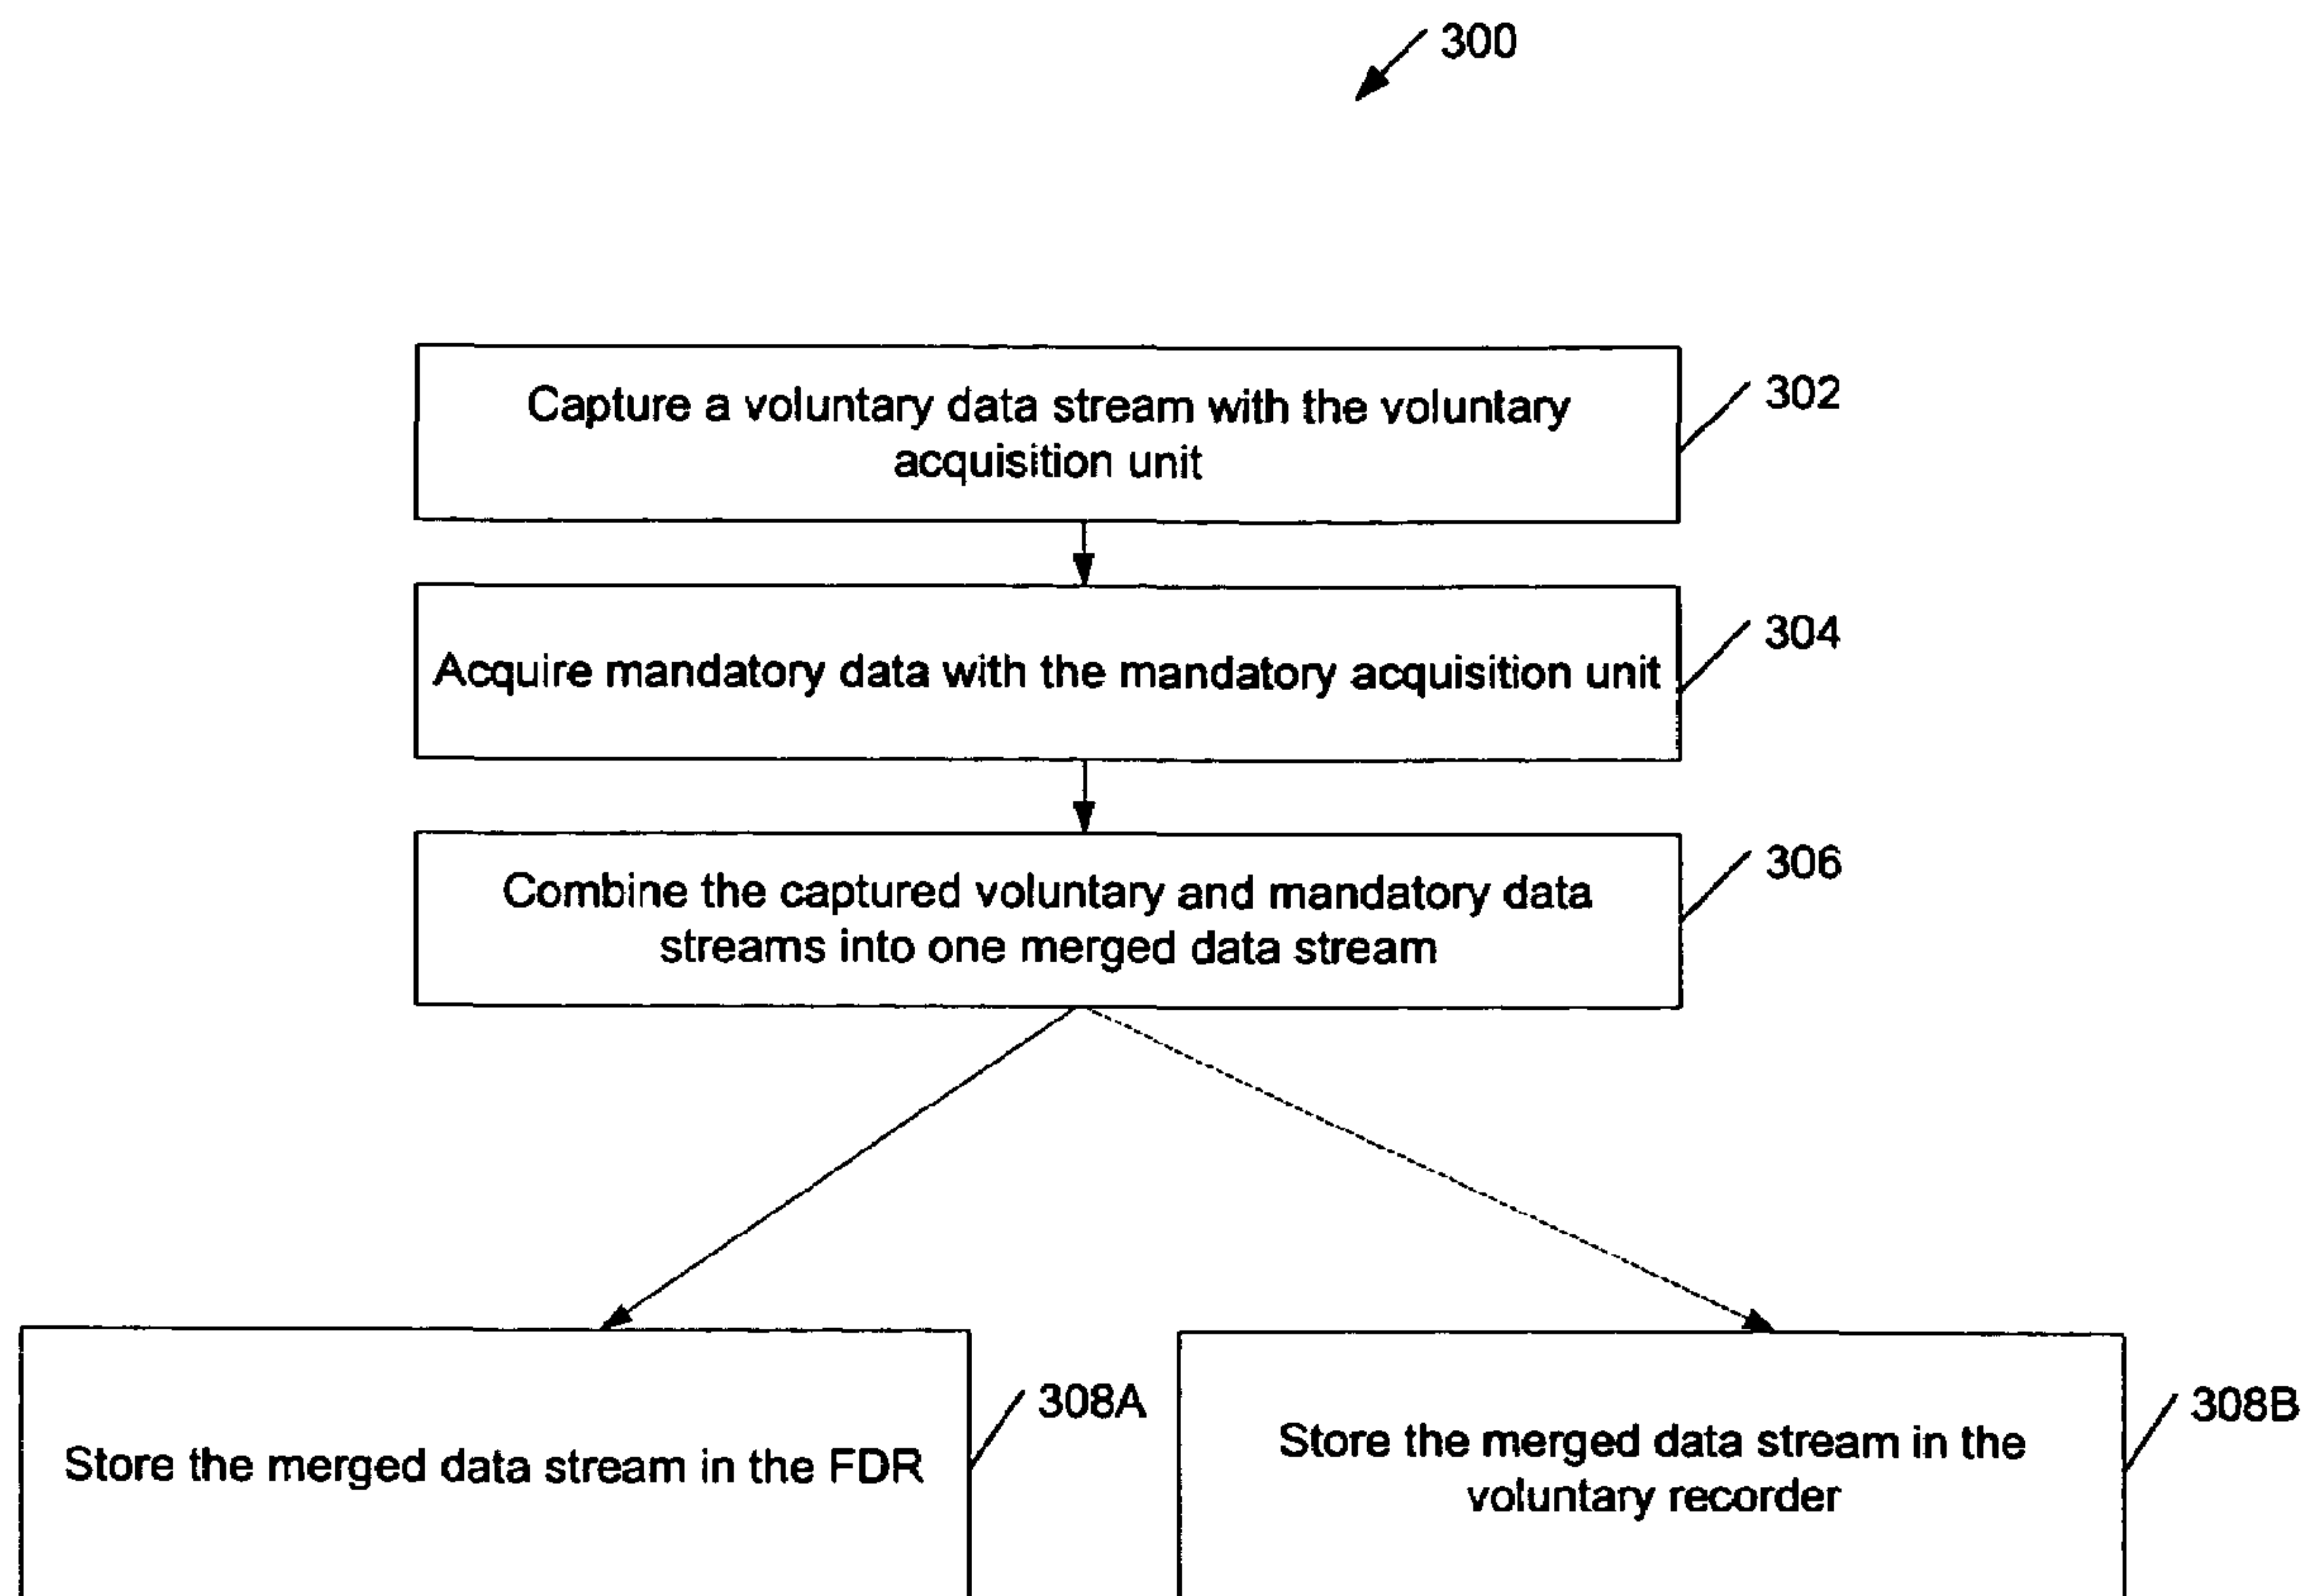 300
Capture a voluntary data stream with the voluntary
acquisition unit
302
Acquire mandatory data with the mandatory acquisition unit
304
Combine the captured voluntary and mandatory data
streams into one merged data stream
306
Store the merged data stream in the FDR
308A
Store the merged data stream in the
voluntary recorder
308B